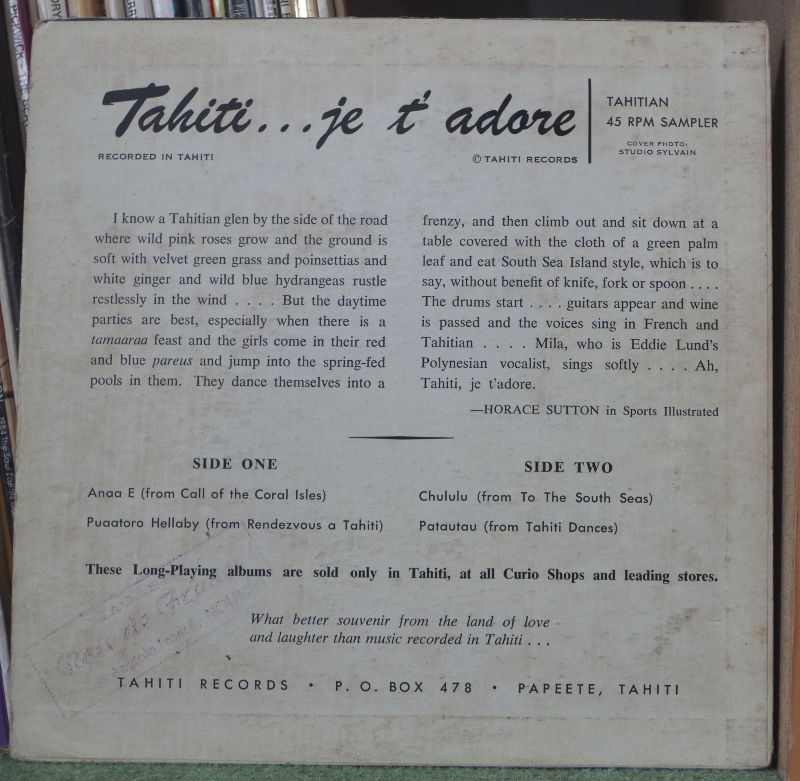 Tahiti...je t'adore
RECORDED IN TAHITI
© TAHITI RECORDS
TAHITIAN
45 RPM SAMPLER
COVER PHOTO:
STUDIO SYLVAIN
I know a Tahitian glen by the side of the road
where wild pink roses grow and the ground is
soft with velvet green grass and poinsettias and
white ginger and wild blue hydrangeas rustle
restlessly in the wind . . . . But the daytime
parties are best, especially when there is a
tamaaraa feast and the girls come in their red
and blue pareus and jump into the spring-fed
pools in them. They dance themselves into a
frenzy, and then climb out and sit down at a
table covered with the cloth of a green palm
leaf and eat South Sea Island style, which is to
say, without benefit of knife, fork or spoon . . . .
The drums start . . . . guitars appear and wine
is passed and the voices sing in French and
Tahitian . . . . Mila, who is Eddie Lund's
Polynesian vocalist, sings softly . . . . Ah,
Tahiti, je t'adore.
—HORACE SUTTON in Sports Illustrated
SIDE ONE
Anaa E (from Call of the Coral Isles)
Puaatoro Hellaby (from Rendezvous a Tahiti)
SIDE TWO
Chululu (from To The South Seas)
Patautau (from Tahiti Dances)
These Long-Playing albums are sold only in Tahiti, at all Curio Shops and leading stores.
What better souvenir from the land of love
and laughter than music recorded in Tahiti . . .
TAHITI RECORDS • P. O. BOX 478 • PAPEETE, TAHITI